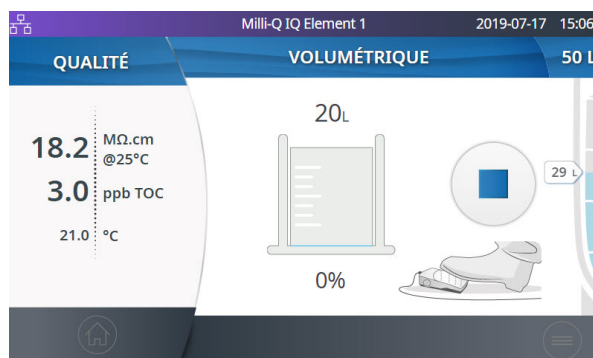 Milli-Q IQ Element 1
2019-07-17 15:06
QUALITÉ
VOLUMÉTRIQUE
50 L
18.2 MΩ.cm
@25°C
3.0 ppb TOC
21.0 °C
20L
0%
29 L